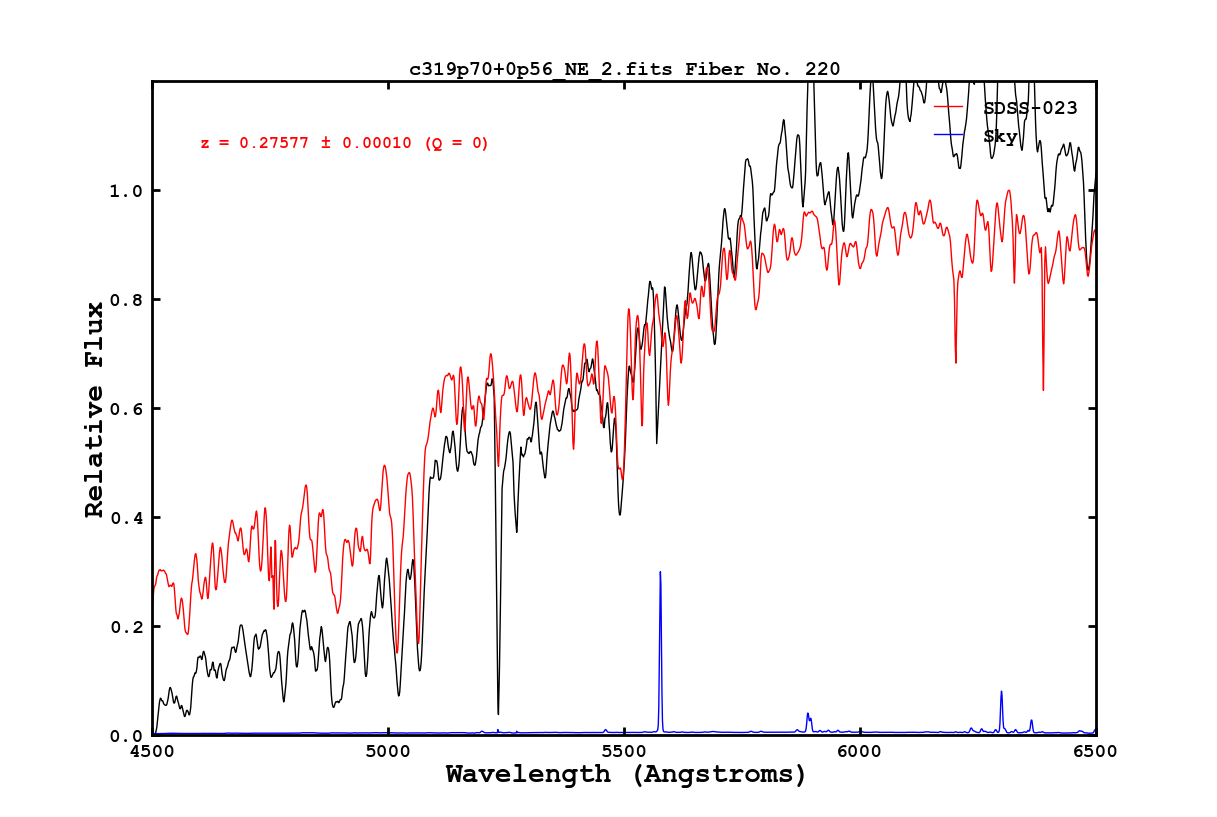 c319p70+0p56_NE_2.fits Fiber No. 220
SDSS-023
Sky
z = 0.27577 ± 0.00010 (Q = 0)
1.0
0.8
0.6
0.4
0.2
0.0
Relative Flux
4500 5000 5500 6000 6500
Wavelength (Angstroms)